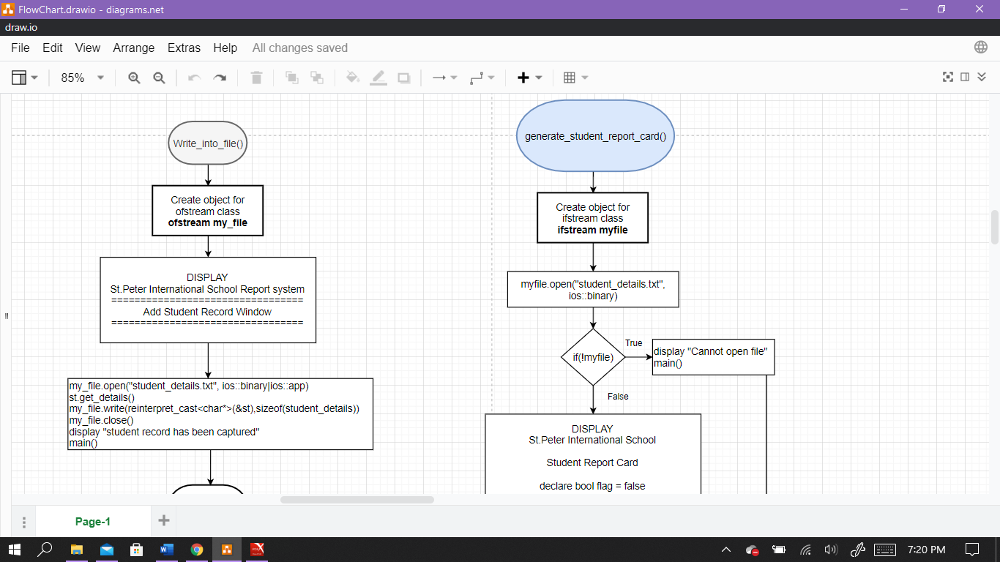 FlowChart.drawio - diagrams.net
draw.io
File Edit View Arrange Extras Help All changes saved
85%
Write_into_file()
Create object for
ofstream class
ofstream my_file
DISPLAY
St.Peter International School Report system
=================================
Add Student Record Window
=================================
my_file.open("student_details.txt", ios::binary|ios::app)
st.get_details()
my_file.write(reinterpret_cast<char*>(&st),sizeof(student_details))
my_file.close()
display "student record has been captured"
main()
generate_student_report_card()
Create object for
ifstream class
ifstream myfile
myfile.open("student_details.txt",
ios::binary)
if(!myfile)
True
display "Cannot open file"
main()
False
DISPLAY
St.Peter International School
Student Report Card
declare bool flag = false
Page-1
7:20 PM